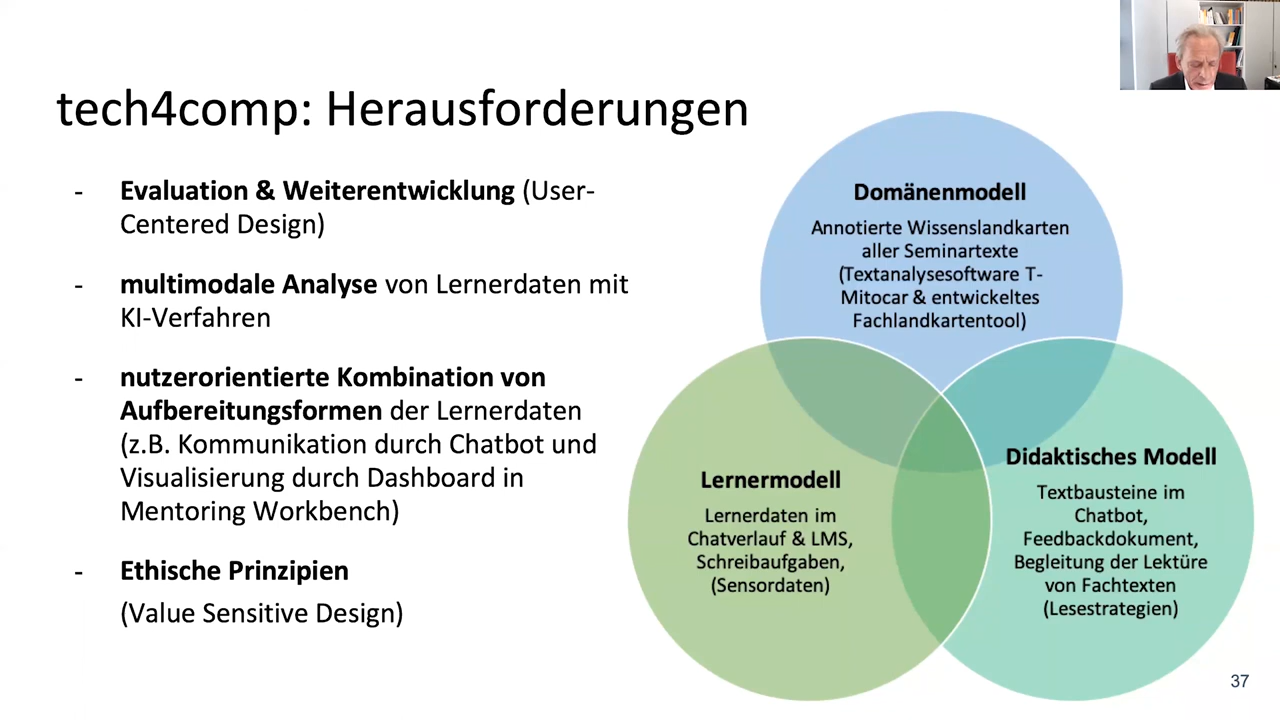 tech4comp: Herausforderungen
- Evaluation & Weiterentwicklung (User-
Centered Design)
- multimodale Analyse von Lernerdaten mit
KI-Verfahren
- nutzerorientierte Kombination von
Aufbereitungsformen der Lernerdaten
(z.B. Kommunikation durch Chatbot und
Visualisierung durch Dashboard in
Mentoring Workbench)
- Ethische Prinzipien
(Value Sensitive Design)
Domänenmodell
Annotierte Wissenslandkarten
aller Seminartexte
(Textanalysesoftware T-
Mitocar & entwickeltes
Fachlandkartentool)
Lernermodell
Lernerdaten im
Chatverlauf & LMS,
Schreibaufgaben,
(Sensordaten)
Didaktisches Modell
Textbausteine im
Chatbot,
Feedbackdokument,
Begleitung der Lektüre
von Fachtexten
(Lesestrategien)
37